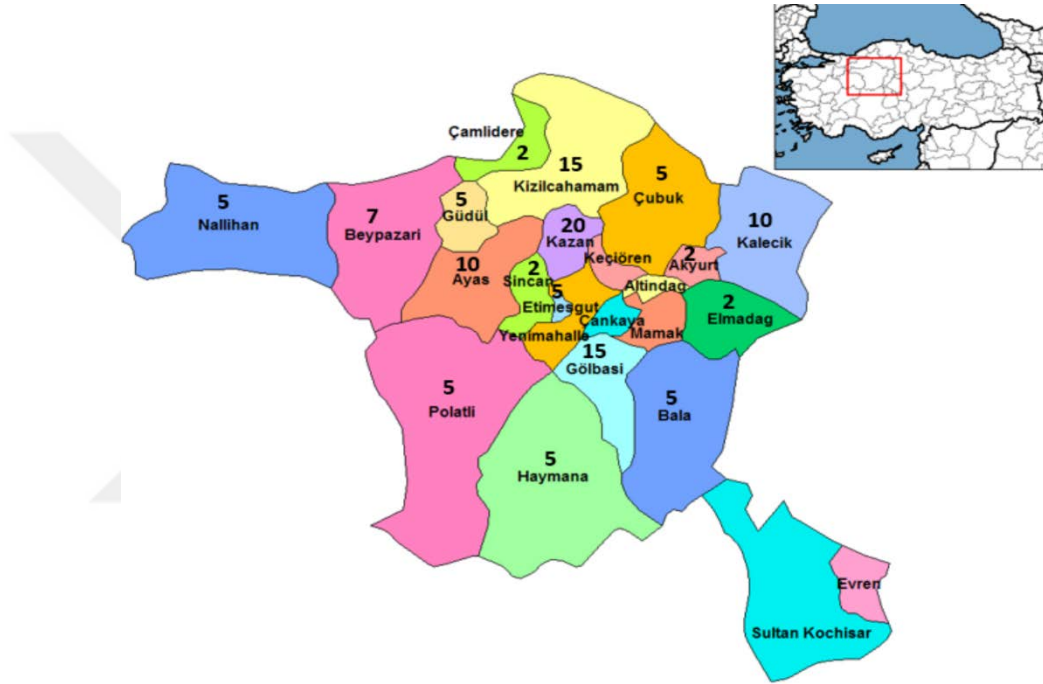 Çamlidere
2
15
Kizilcahamam
5
Çubuk
5
Nallihan
7
Beypazari
5
Güdül
20
Kazan
10
Kalecik
Keçiören
2
Akyurt
10
Ayas
2
Sincan
Altindag
5
Etimesgut
2
Elmadag
Çankaya
Mamak
Yenimahalle
15
Gölbasi
5
Polatli
5
Bala
5
Haymana
Evren
Sultan Kochisar